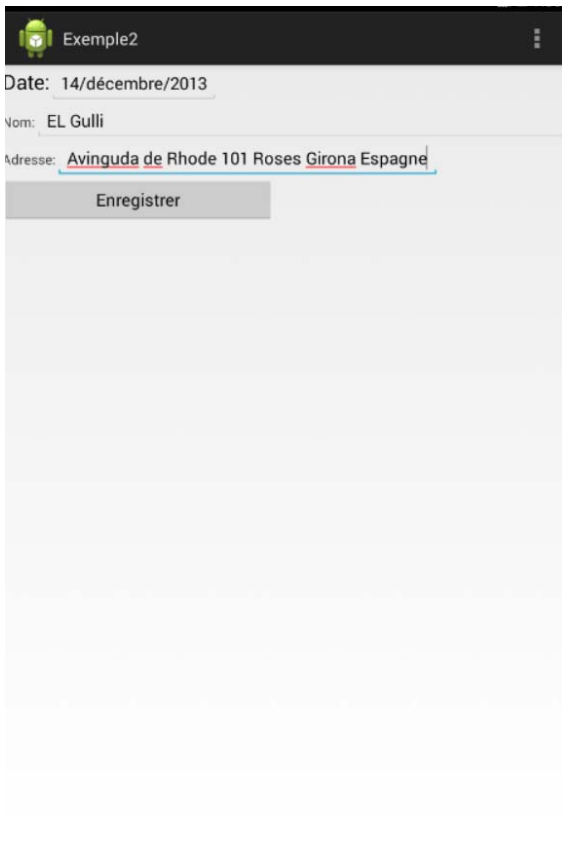 Exemple2
Date: 14/décembre/2013
Nom: EL Gulli
Adresse: Avinguda de Rhode 101 Roses Girona Espagne
Enregistrer